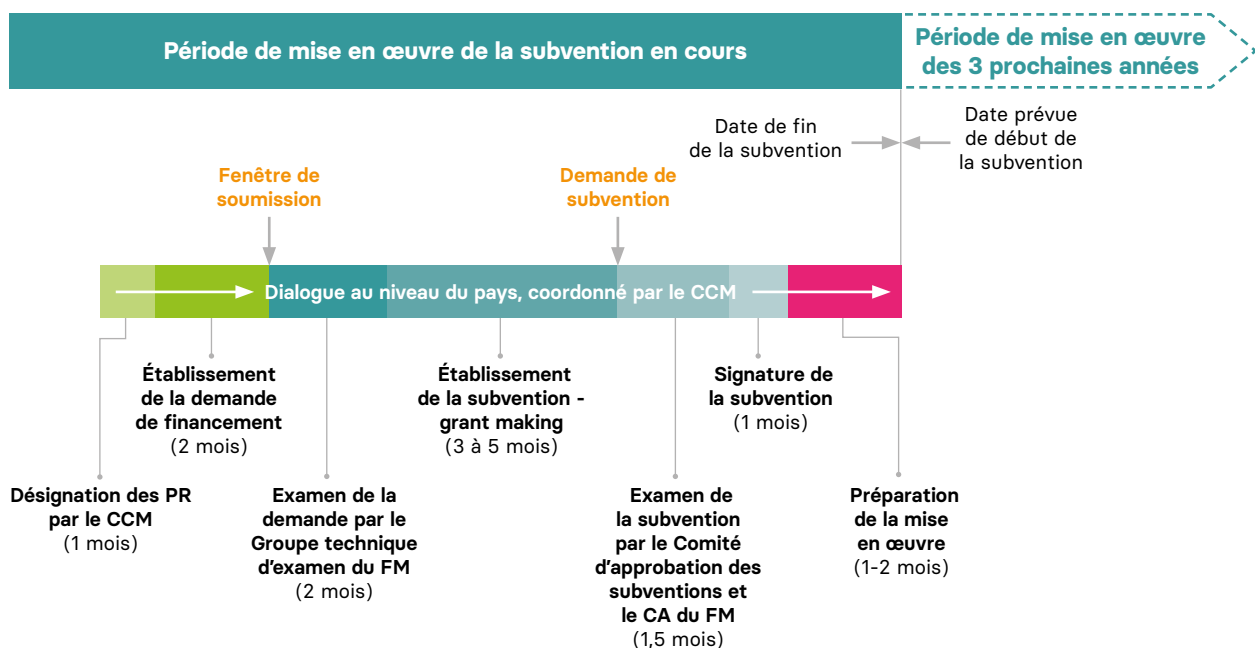 Période de mise en œuvre de la subvention en cours
Période de mise en œuvre
des 3 prochaines années
Date de fin
de la subvention
Date prévue
de début de
la subvention
Fenêtre de
soumission
Demande de
subvention
Dialogue au niveau du pays, coordonné par le CCM
Établissement
de la demande
de financement
(2 mois)
Établissement
de la subvention -
grant making
(3 à 5 mois)
Signature de
la subvention
(1 mois)
Désignation des PR
par le CCM
(1 mois)
Examen de la
demande par le
Groupe technique
d'examen du FM
(2 mois)
Examen de
la subvention
par le Comité
d'approbation des
subventions et
le CA du FM
(1,5 mois)
Préparation
de la mise
en œuvre
(1-2 mois)